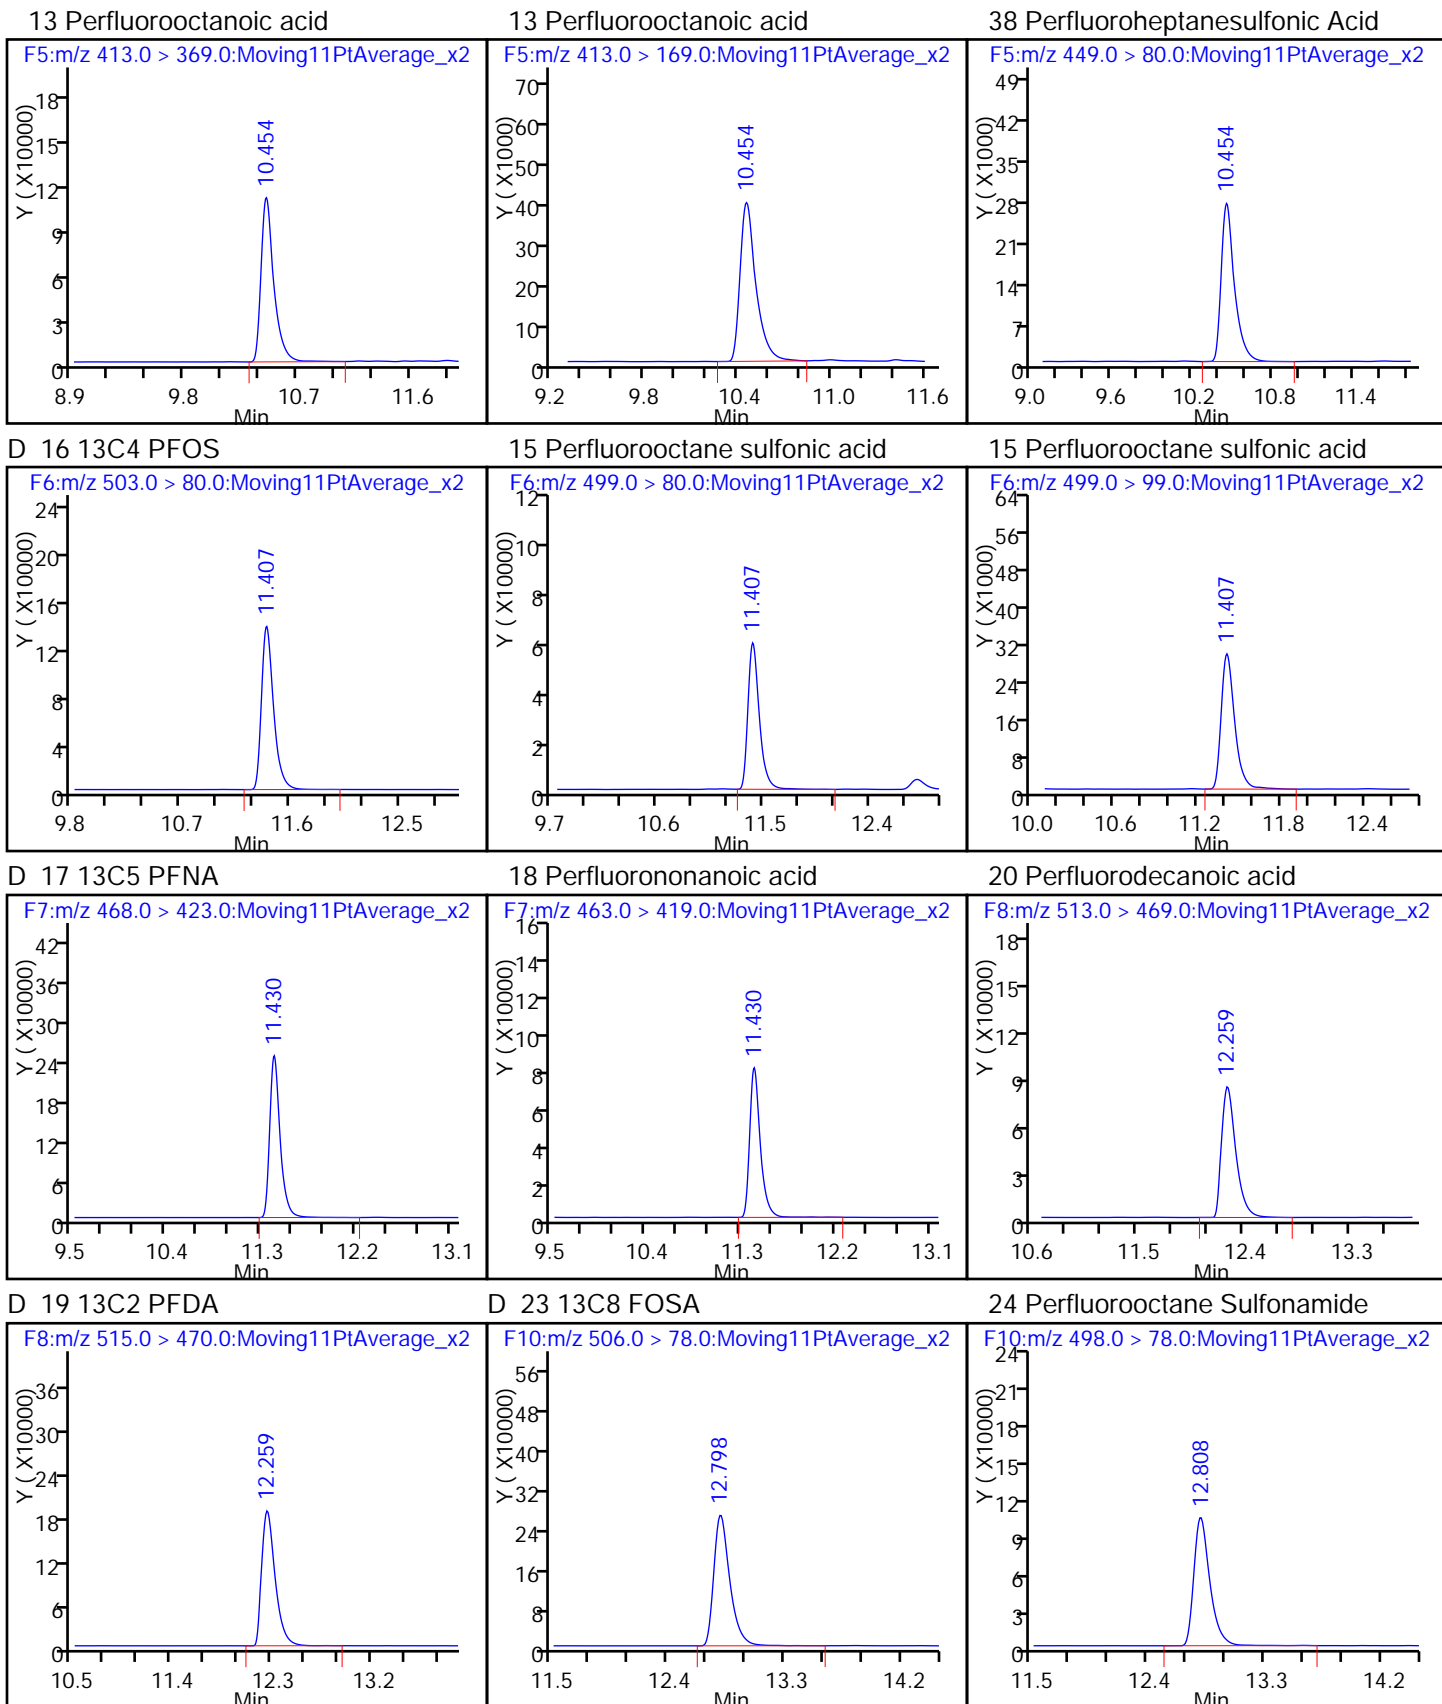 13 Perfluorooctanoic acid
F5:m/z 413.0 > 369.0:Moving11PtAverage_x2
Y ( X10000)
18
15
12
9
6
3
0
10.454
8.9 9.8 10.7 11.6
Min
13 Perfluorooctanoic acid
F5:m/z 413.0 > 169.0:Moving11PtAverage_x2
Y ( X1000)
70
60
50
40
30
20
10
0
10.454
9.2 9.8 10.4 11.0 11.6
Min
38 Perfluoroheptanesulfonic Acid
F5:m/z 449.0 > 80.0:Moving11PtAverage_x2
Y ( X1000)
49
42
35
28
21
14
7
0
10.454
9.0 9.6 10.2 10.8 11.4
Min
D 16 13C4 PFOS
F6:m/z 503.0 > 80.0:Moving11PtAverage_x2
Y ( X10000)
24
20
16
12
8
4
0
11.407
9.8 10.7 11.6 12.5
Min
15 Perfluorooctane sulfonic acid
F6:m/z 499.0 > 80.0:Moving11PtAverage_x2
Y ( X10000)
12
10
8
6
4
2
0
11.407
9.7 10.6 11.5 12.4
Min
15 Perfluorooctane sulfonic acid
F6:m/z 499.0 > 99.0:Moving11PtAverage_x2
Y ( X1000)
64
56
48
40
32
24
16
8
0
11.407
10.0 10.6 11.2 11.8 12.4
Min
D 17 13C5 PFNA
F7:m/z 468.0 > 423.0:Moving11PtAverage_x2
Y ( X10000)
42
36
30
24
18
12
6
0
11.430
9.5 10.4 11.3 12.2 13.1
Min
18 Perfluorononanoic acid
F7:m/z 463.0 > 419.0:Moving11PtAverage_x2
Y ( X10000)
16
14
12
10
8
6
4
2
0
11.430
9.5 10.4 11.3 12.2 13.1
Min
20 Perfluorodecanoic acid
F8:m/z 513.0 > 469.0:Moving11PtAverage_x2
Y ( X10000)
18
15
12
9
6
3
0
12.259
10.6 11.5 12.4 13.3
Min
D 19 13C2 PFDA
F8:m/z 515.0 > 470.0:Moving11PtAverage_x2
Y ( X10000)
36
30
24
18
12
6
0
12.259
10.5 11.4 12.3 13.2
Min
D 23 13C8 FOSA
F10:m/z 506.0 > 78.0:Moving11PtAverage_x2
Y ( X10000)
56
48
40
32
24
16
8
0
12.798
11.5 12.4 13.3 14.2
Min
24 Perfluorooctane Sulfonamide
F10:m/z 498.0 > 78.0:Moving11PtAverage_x2
Y ( X10000)
24
21
18
15
12
9
6
3
0
12.808
11.5 12.4 13.3 14.2
Min